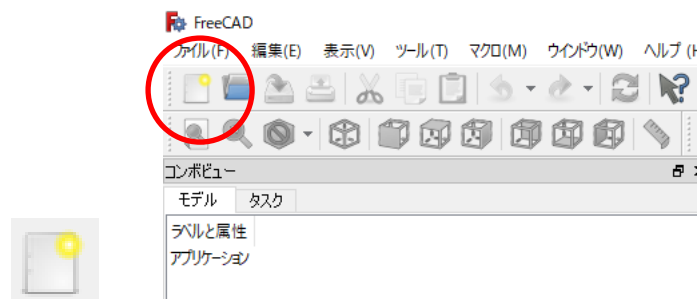 FreeCAD
ファイル(F) 編集(E) 表示(V) ツール(T) マクロ(M) ウインドウ(W) ヘルプ(H
コンボビュー
モデル タスク
ラベルと属性
アプリケーション